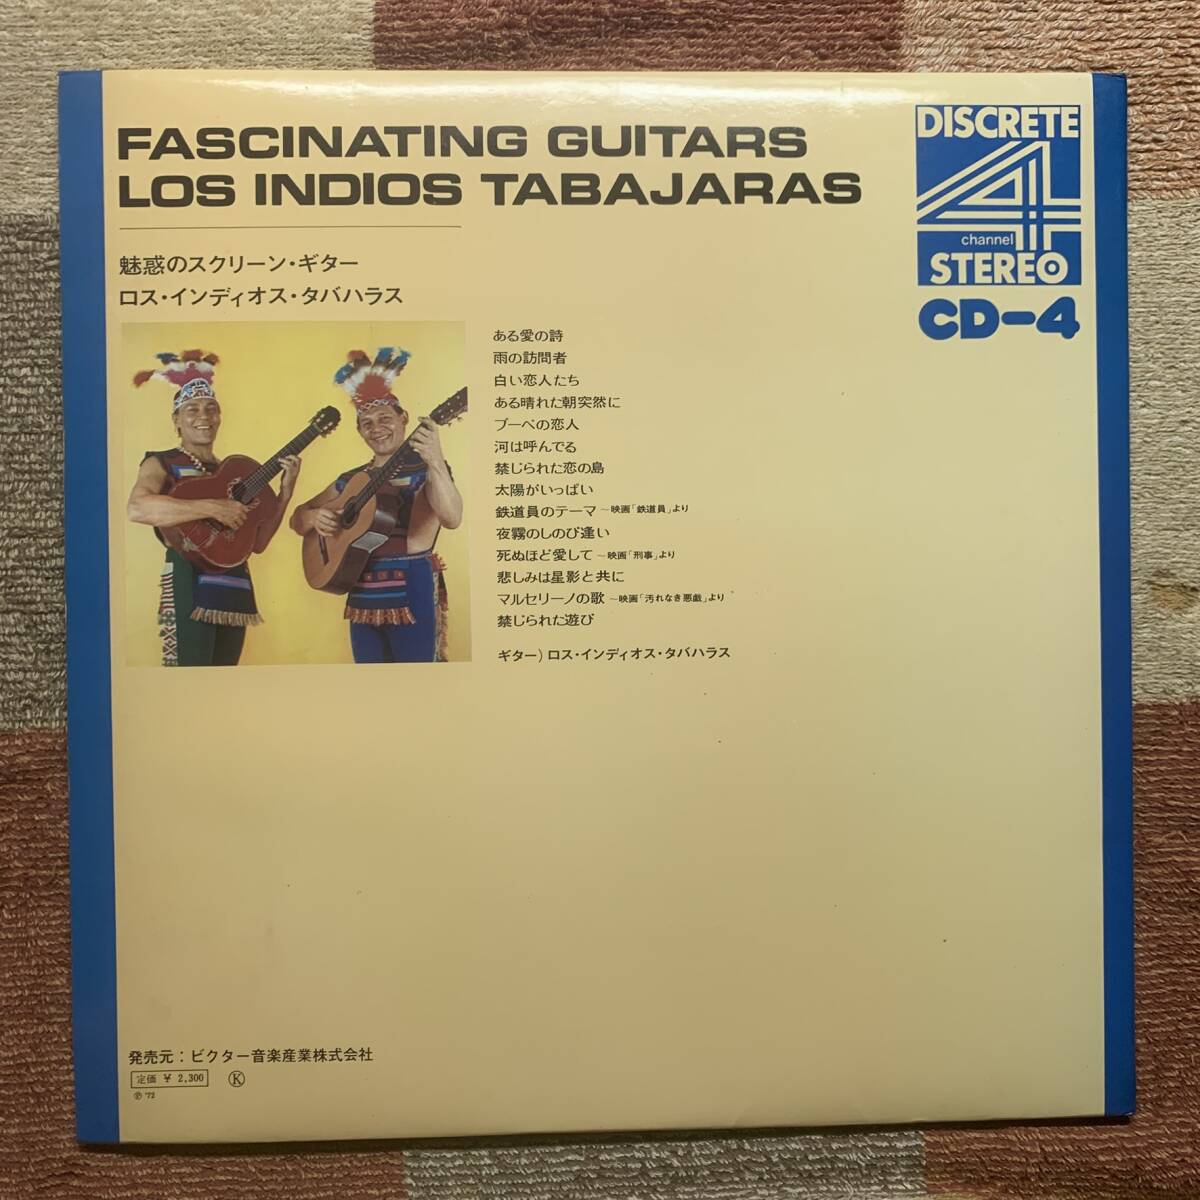 FASCINATING GUITARS
LOS INDIOS TABAJARAS
魅惑のスクリーン・ギター
ロス・インディオス・タバハラス
DISCRETE
4
channel
STEREO
CD-4
ある愛の詩
雨の訪問者
白い恋人たち
ある晴れた朝突然に
ブーベの恋人
河は呼んでる
禁じられた恋の島
太陽がいっぱい
鉄道員のテーマ ～映画「鉄道員」より
夜霧のしのび逢い
死ぬほど愛して ～映画「刑事」より
悲しみは星影と共に
マルセリーノの歌 ～映画「汚れなき悪戯」より
禁じられた遊び
ギター）ロス・インディオス・タバハラス
発売元：ビクター音楽産業株式会社
定価 ¥ 2,300 Ⓚ
℗ '72